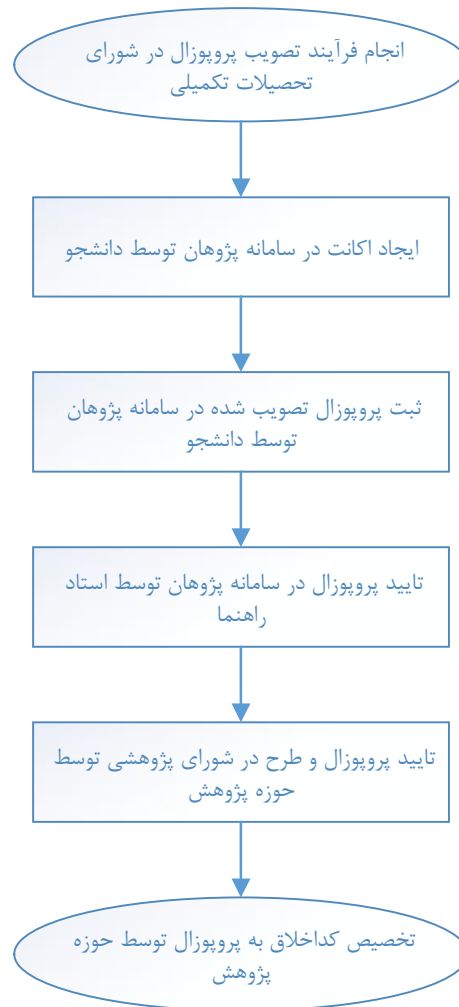 انجام فرآیند تصویب پروپوزال در شورای
تحصیلات تکمیلی
ایجاد اکانت در سامانه پژوهان توسط دانشجو
ثبت پروپوزال تصویب شده در سامانه پژوهان
توسط دانشجو
تایید پروپوزال در سامانه پژوهان توسط استاد
راهنما
تایید پروپوزال و طرح در شورای پژوهشی توسط
حوزه پژوهش
تخصیص کداخلاق به پروپوزال توسط حوزه
پژوهش